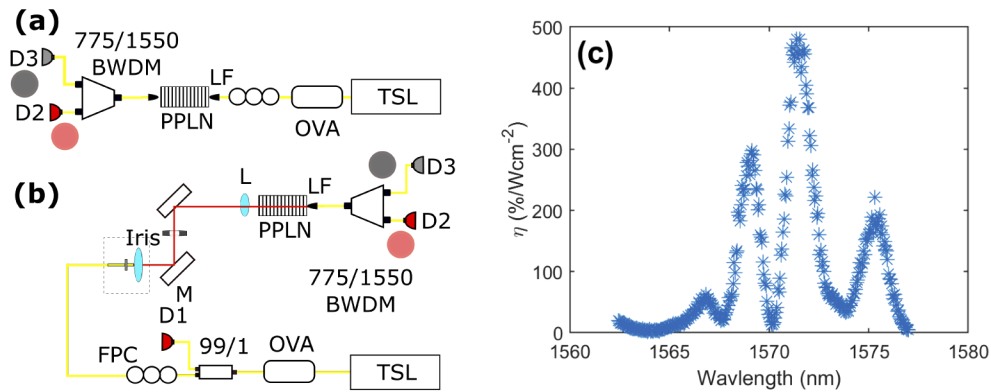 (a)
775/1550
BWDM
D3
D2
LF
PPLN
OVA
TSL
(b)
L
LF
PPLN
D3
D2
775/1550
BWDM
Iris
M
D1
FPC
99/1
OVA
TSL
(c)
η (%/Wcm⁻²)
500
400
300
200
100
0
1560
1565
1570
1575
1580
Wavelength (nm)